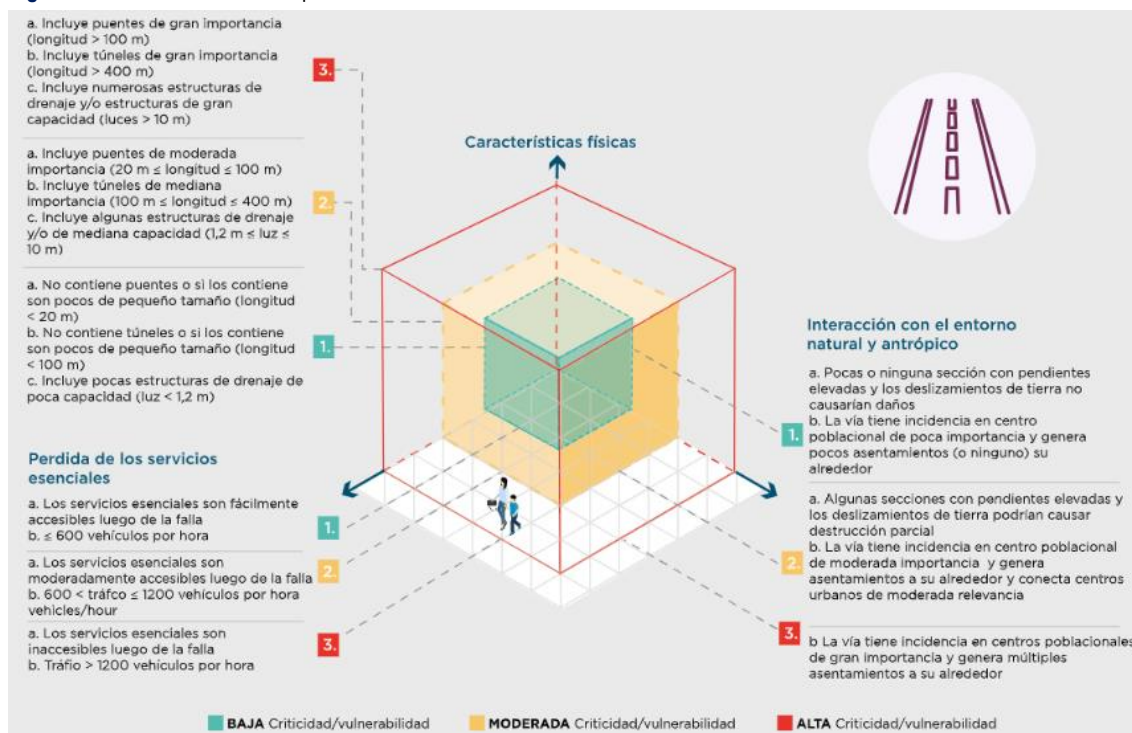 a. Incluye puentes de gran importancia
(longitud > 100 m)
b. Incluye túneles de gran importancia
(longitud > 400 m)
c. Incluye numerosas estructuras de
drenaje y/o estructuras de gran
capacidad (luces > 10 m)
3.
a. Incluye puentes de moderada
importancia (20 m ≤ longitud ≤ 100 m)
b. Incluye túneles de mediana
importancia (100 m ≤ longitud ≤ 400 m)
c. Incluye algunas estructuras de drenaje
y/o de mediana capacidad (1,2 m ≤ luz ≤
10 m)
2.
a. No contiene puentes o si los contiene
son pocos de pequeño tamaño (longitud
< 20 m)
b. No contiene túneles o si los contiene
son pocos de pequeño tamaño (longitud
< 100 m)
c. Incluye pocas estructuras de drenaje de
poca capacidad (luz < 1,2 m)
1.
Características físicas
Perdida de los servicios
esenciales
a. Los servicios esenciales son fácilmente
accesibles luego de la falla
b. ≤ 600 vehículos por hora
1.
a. Los servicios esenciales son
moderadamente accesibles luego de la falla
b. 600 < tráfco ≤ 1200 vehículos por hora
vehicles/hour
2.
a. Los servicios esenciales son
inaccesibles luego de la falla
b. Tráfio > 1200 vehículos por hora
3.
Interacción con el entorno
natural y antrópico
a. Pocas o ninguna sección con pendientes
elevadas y los deslizamientos de tierra no
causarían daños
b. La vía tiene incidencia en centro
poblacional de poca importancia y genera
pocos asentamientos (o ninguno) su
alrededor
1.
a. Algunas secciones con pendientes elevadas y
los deslizamientos de tierra podrían causar
destrucción parcial
b. La vía tiene incidencia en centro poblacional
de moderada importancia y genera
asentamientos a su alrededor y conecta centros
urbanos de moderada relevancia
2.
3.
b La vía tiene incidencia en centros poblacionales
de gran importancia y genera múltiples
asentamientos a su alrededor
BAJA Criticidad/vulnerabilidad
MODERADA Criticidad/vulnerabilidad
ALTA Criticidad/vulnerabilidad